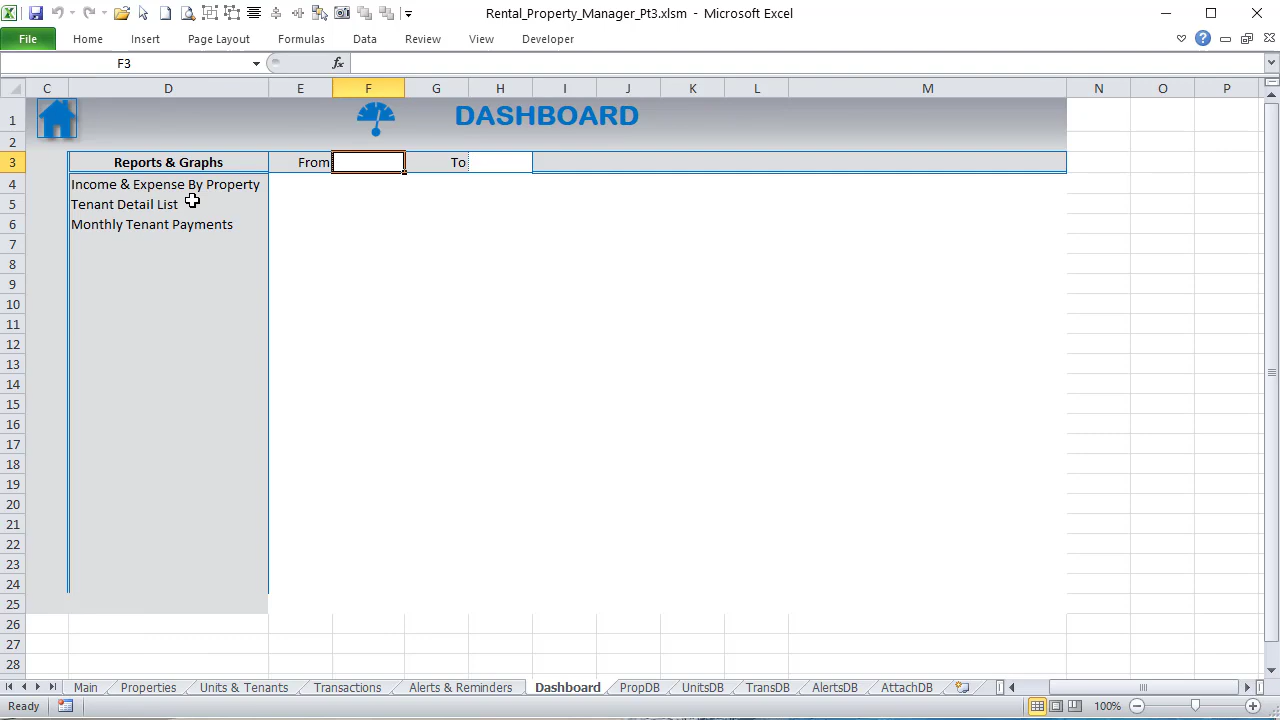 Rental_Property_Manager_Pt3.xlsm - Microsoft Excel
File Home Insert Page Layout Formulas Data Review View Developer
F3 fx
C D E F G H I J K L M N O P
1 DASHBOARD
2
3 Reports & Graphs From To
4 Income & Expense By Property
5 Tenant Detail List
6 Monthly Tenant Payments
7
8
9
10
11
12
13
14
15
16
17
18
19
20
21
22
23
24
25
26
27
28
Main Properties Units & Tenants Transactions Alerts & Reminders Dashboard PropDB UnitsDB TransDB AlertsDB AttachDB
Ready 100%